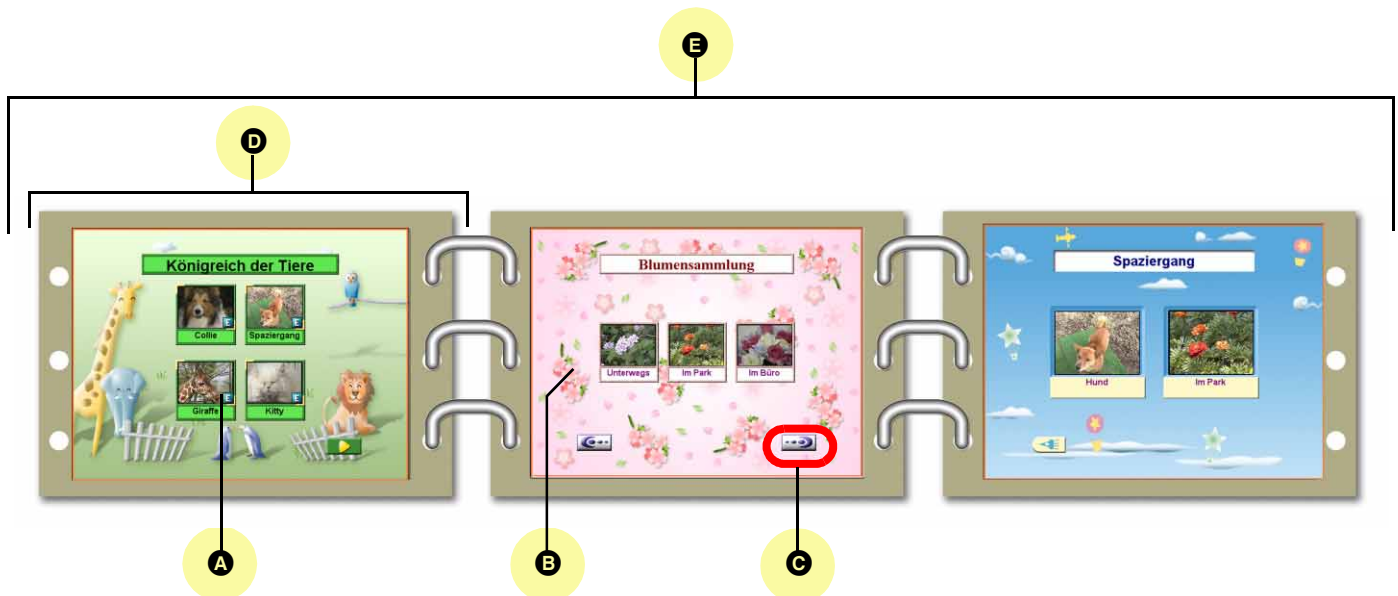 E
D
Königreich der Tiere
Collie
Spaziergang
Giraffe
Kitty
Blumensammlung
Unterwegs
Im Park
Im Büro
Spaziergang
Hund
Im Park
A
B
C